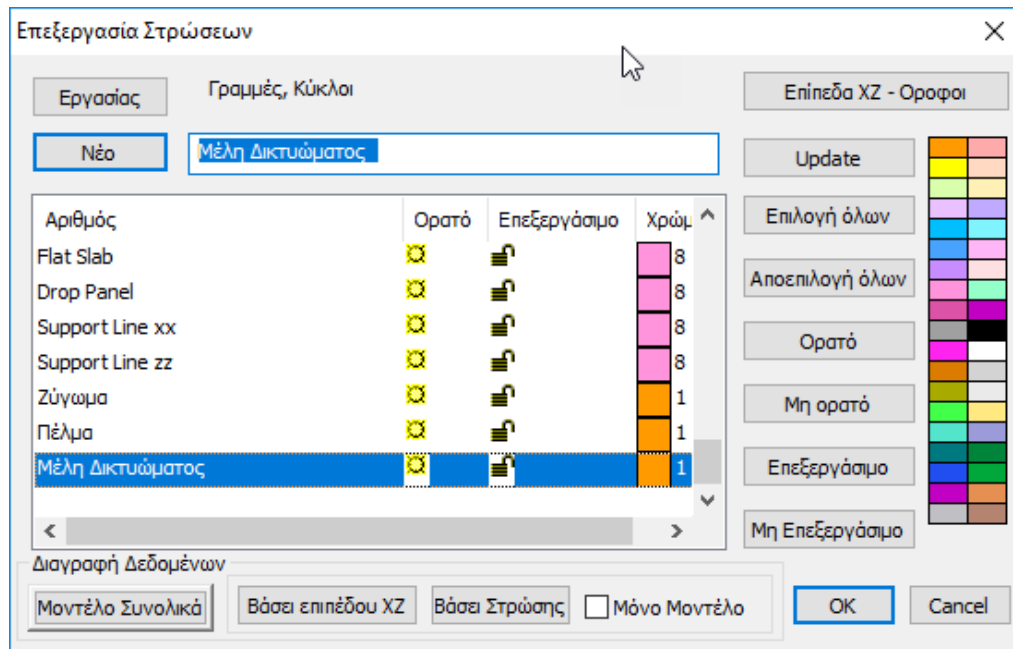 Επεξεργασία Στρώσεων
Εργασίας Γραμμές, Κύκλοι Επίπεδα ΧΖ - Οροφοι
Νέο Μέλη Δικτυώματος Update
Αριθμός Ορατό Επεξεργάσιμο Χρώμ Επιλογή όλων
Flat Slab 8
Drop Panel 8 Αποεπιλογή όλων
Support Line xx 8
Support Line zz 8 Ορατό
Ζύγωμα 1 Μη ορατό
Πέλμα 1
Μέλη Δικτυώματος 1 Επεξεργάσιμο
Μη Επεξεργάσιμο
Διαγραφή Δεδομένων
Μοντέλο Συνολικά Βάσει επιπέδου ΧΖ Βάσει Στρώσης Μόνο Μοντέλο OK Cancel